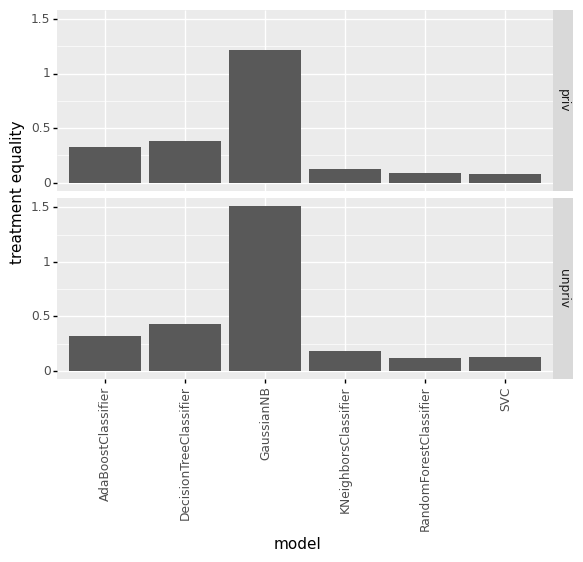 1.5
1
0.5
0
priv
1.5
1
0.5
0
unpriv
treatment equality
AdaBoostClassifier
DecisionTreeClassifier
GaussianNB
KNeighborsClassifier
RandomForestClassifier
SVC
model